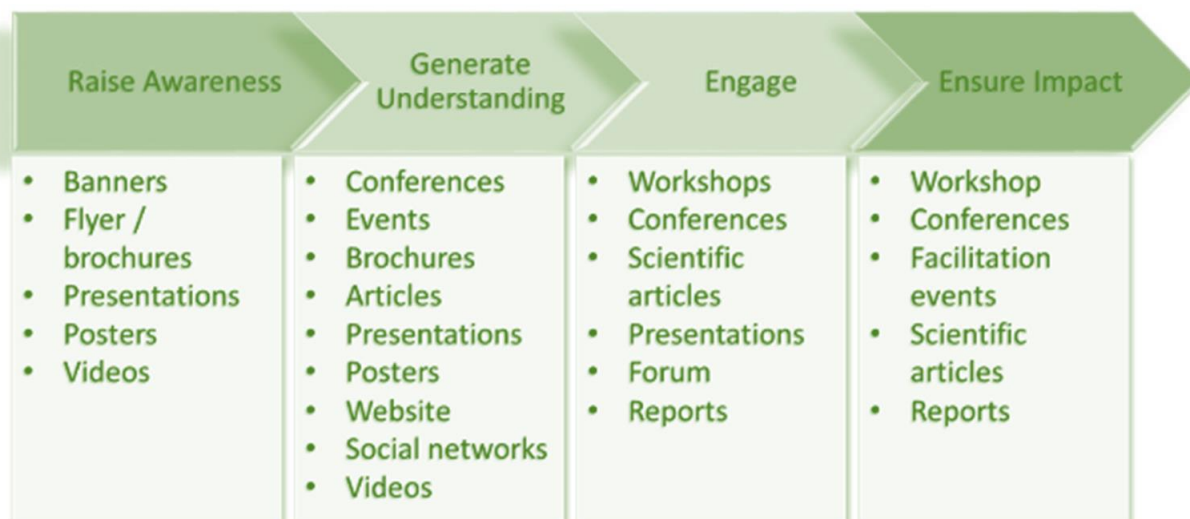 Raise Awareness
Generate
Understanding
Engage
Ensure Impact
• Banners
• Flyer /
brochures
• Presentations
• Posters
• Videos
• Conferences
• Events
• Brochures
• Articles
• Presentations
• Posters
• Website
• Social networks
• Videos
• Workshops
• Conferences
• Scientific
articles
• Presentations
• Forum
• Reports
• Workshop
• Conferences
• Facilitation
events
• Scientific
articles
• Reports